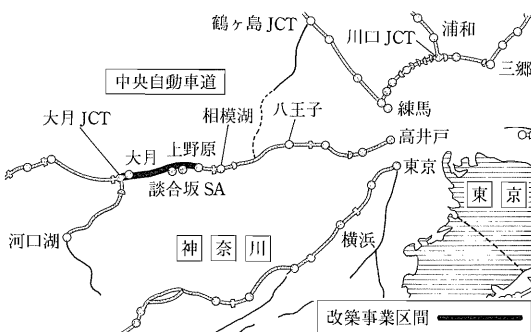 鶴ヶ島JCT
浦和
川口JCT
三郷
中央自動車道
練馬
大月JCT
相模湖
八王子
大月
上野原
高井戸
談合坂SA
東京
東京
河口湖
神奈川
横浜
改築事業区間